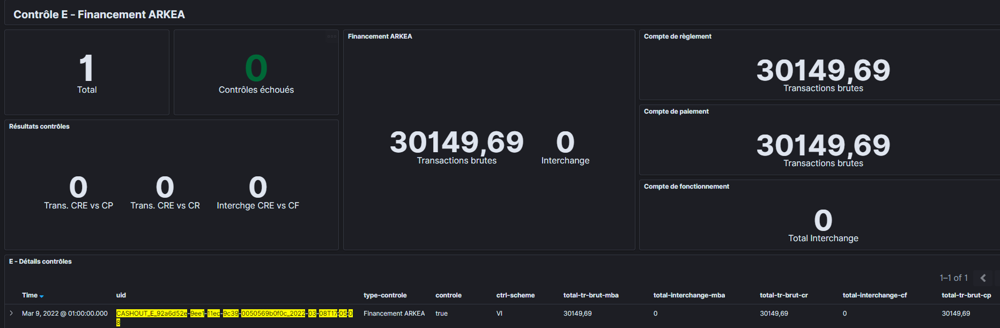 Contrôle E - Financement ARKEA
1
Total
0
Contrôles échoués
Résultats contrôles
0
Trans. CRE vs CP
0
Trans. CRE vs CR
0
Interchge CRE vs CF
Financement ARKEA
30149,69
Transactions brutes
0
Interchange
Compte de règlement
30149,69
Transactions brutes
Compte de paiement
30149,69
Transactions brutes
Compte de fonctionnement
0
Total Interchange
E - Détails contrôles
1–1 of 1
Time uid type-controle controle ctrl-scheme total-tr-brut-mba total-interchange-mba total-tr-brut-cr total-interchange-cf total-tr-brut-cp
Mar 9, 2022 @ 01:00:00.000 CASHOUT_E_92a6d52e-9ee1-11ec-9c39-0050569b0f0c_2022-03-08T17:05:0 Financement ARKEA true VI 30149,69 0 30149,69 0 30149,69
8